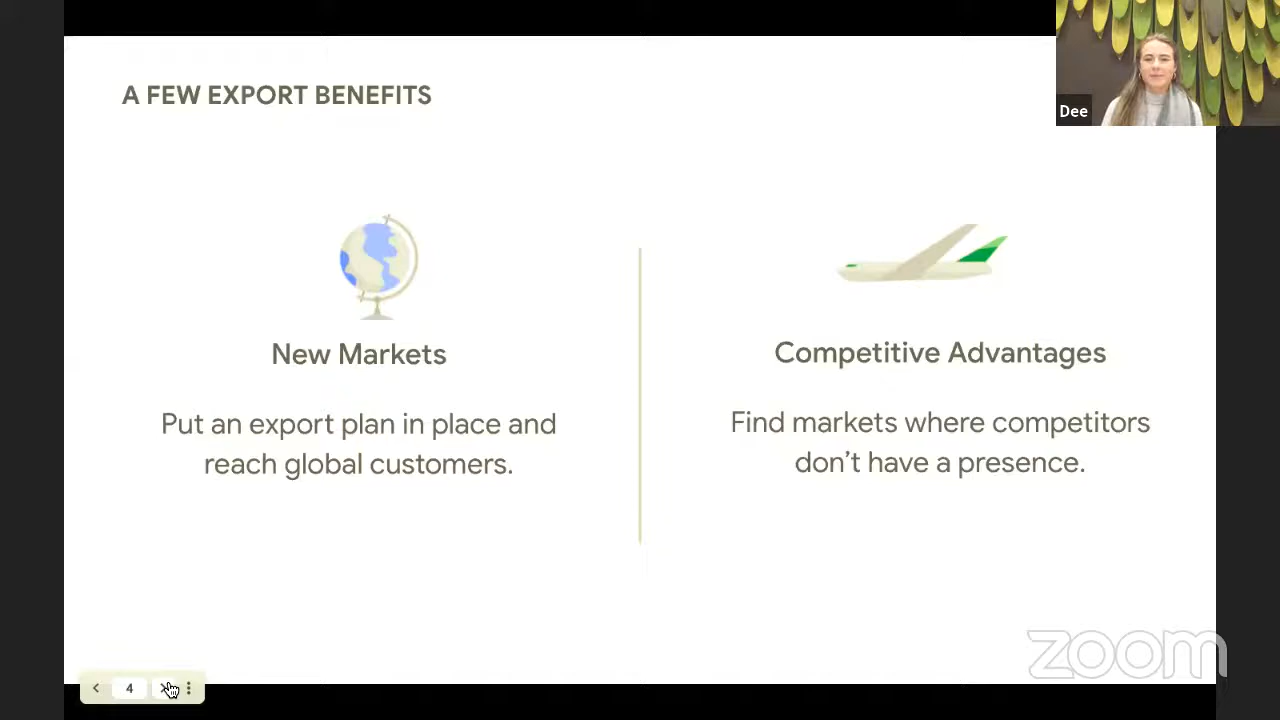 A FEW EXPORT BENEFITS
Dee
New Markets
Put an export plan in place and
reach global customers.
Competitive Advantages
Find markets where competitors
don't have a presence.
4
zoom